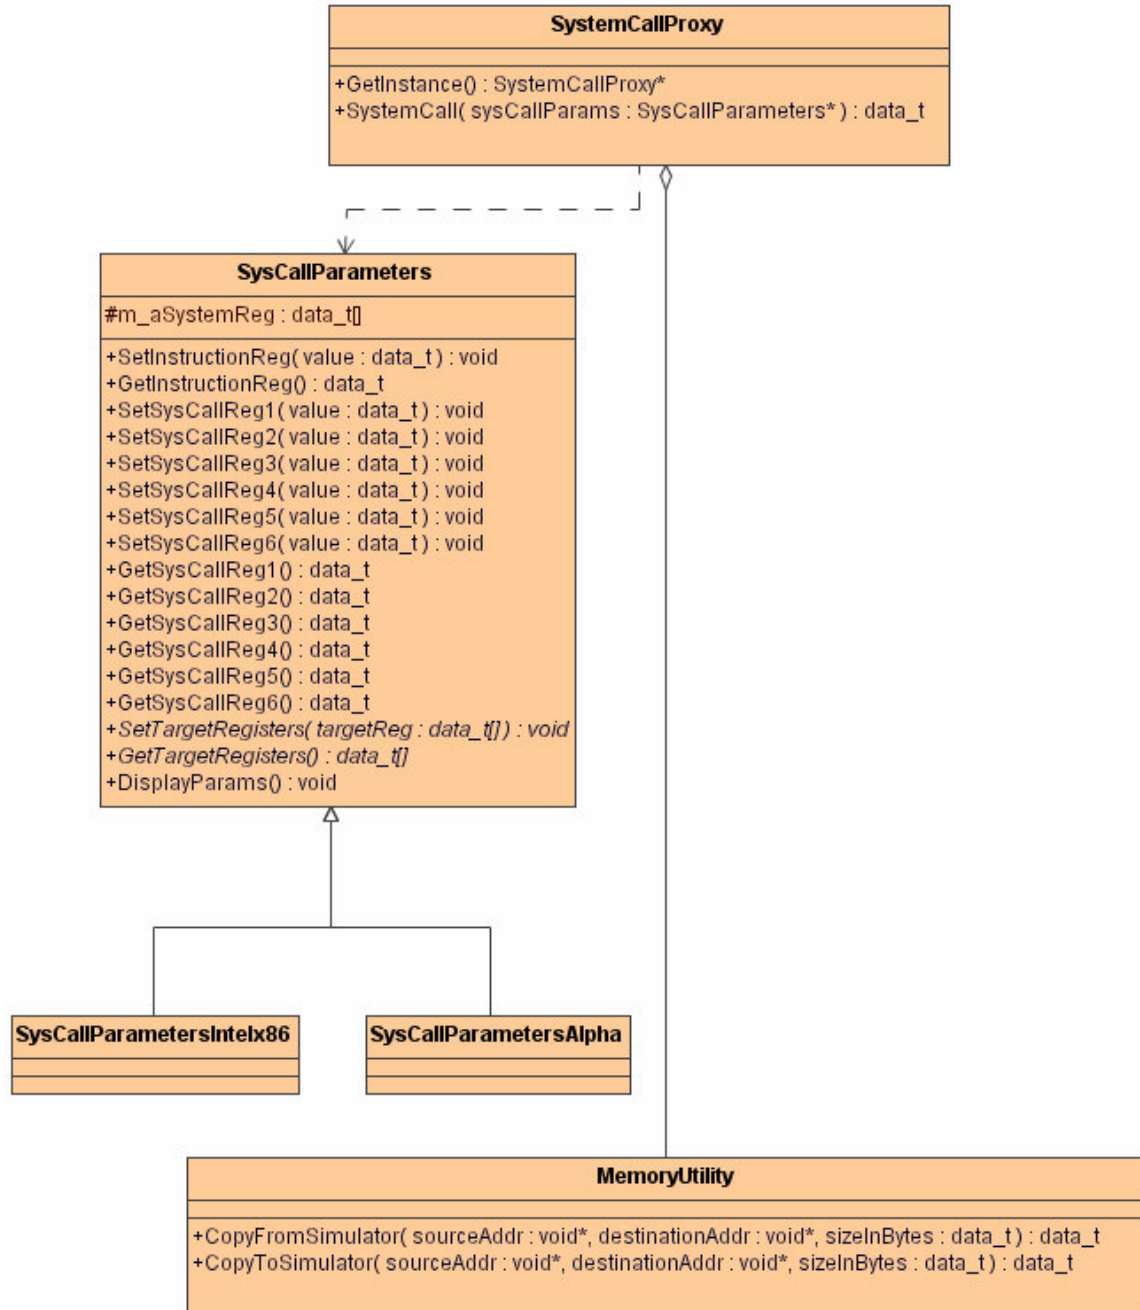 SystemCallProxy
+GetInstance() : SystemCallProxy*
+SystemCall( sysCallParams : SysCallParameters* ) : data_t
SysCallParameters
#m_aSystemReg : data_t[]
+SetInstructionReg( value : data_t ) : void
+GetInstructionReg() : data_t
+SetSysCallReg1( value : data_t ) : void
+SetSysCallReg2( value : data_t ) : void
+SetSysCallReg3( value : data_t ) : void
+SetSysCallReg4( value : data_t ) : void
+SetSysCallReg5( value : data_t ) : void
+SetSysCallReg6( value : data_t ) : void
+GetSysCallReg1() : data_t
+GetSysCallReg2() : data_t
+GetSysCallReg3() : data_t
+GetSysCallReg4() : data_t
+GetSysCallReg5() : data_t
+GetSysCallReg6() : data_t
+SetTargetRegisters( targetReg : data_t[] ) : void
+GetTargetRegisters() : data_t[]
+DisplayParams() : void
SysCallParametersIntelx86
SysCallParametersAlpha
MemoryUtility
+CopyFromSimulator( sourceAddr : void*, destinationAddr : void*, sizeInBytes : data_t ) : data_t
+CopyToSimulator( sourceAddr : void*, destinationAddr : void*, sizeInBytes : data_t ) : data_t